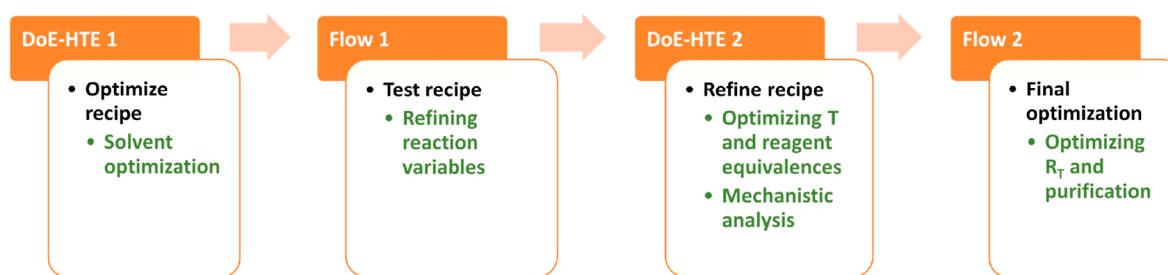 DoE-HTE 1
• Optimize
recipe
• Solvent
optimization
Flow 1
• Test recipe
• Refining
reaction
variables
DoE-HTE 2
• Refine recipe
• Optimizing T
and reagent
equivalences
• Mechanistic
analysis
Flow 2
• Final
optimization
• Optimizing
R_T and
purification